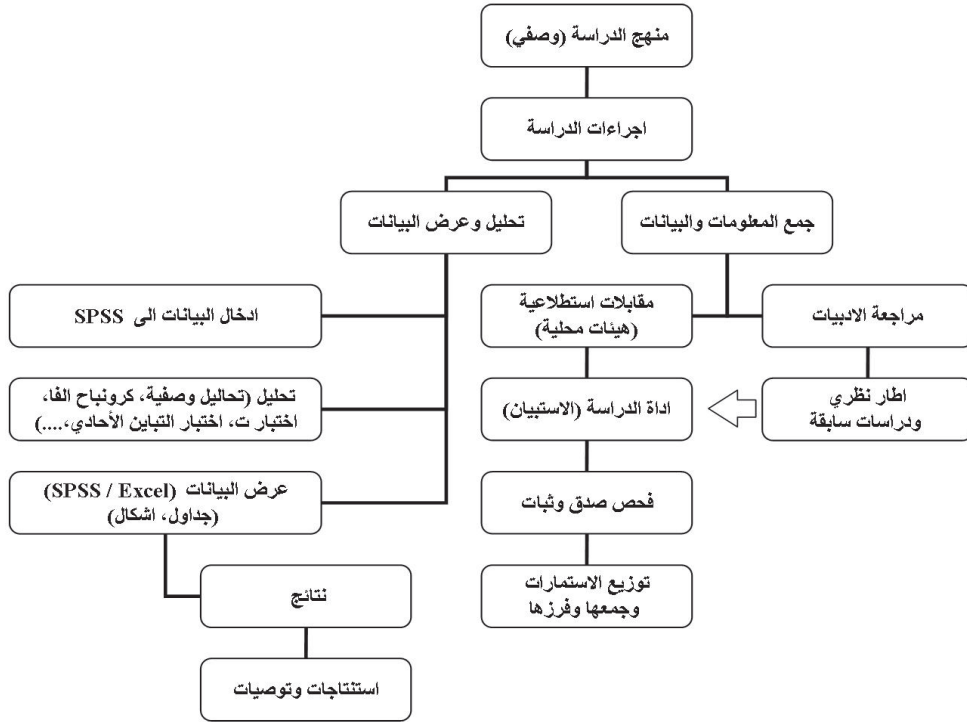 منهج الدراسة (وصفي)
اجراءات الدراسة
جمع المعلومات والبيانات
تحليل وعرض البيانات
مراجعة الادبيات
مقابلات استطلاعية
(هيئات محلية)
ادخال البيانات الى SPSS
اطار نظري
ودراسات سابقة
اداة الدراسة (الاستبيان)
تحليل (تحاليل وصفية، كرونباح الفا،
اختبار ت، اختبار التباين الأحادي،....)
فحص صدق وثبات
عرض البيانات (SPSS / Excel)
(جداول، اشكال)
توزيع الاستمارات
وجمعها وفرزها
نتائج
استنتاجات وتوصيات